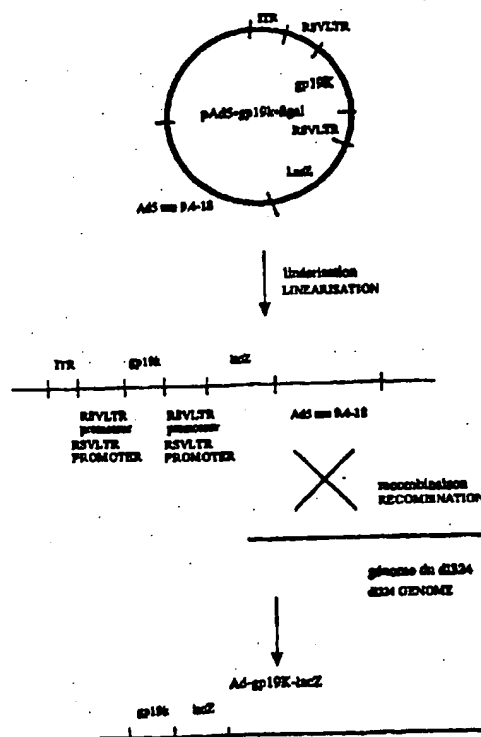 ITR
RSVLTR
gp19K
pAd5-gp19k-βgal
RSVLTR
LacZ
Ad5 mu 9.4-18
linéarisation
LINEARISATION
ITR gp19k lacZ
RSVLTR RSVLTR Ad5 mu 9.4-18
promoteur promoteur
RSVLTR RSVLTR
PROMOTER PROMOTER
recombinaison
RECOMBINATION
génome du dl324
dl324 GENOME
Ad-gp19K-lacZ
gp19k lacZ